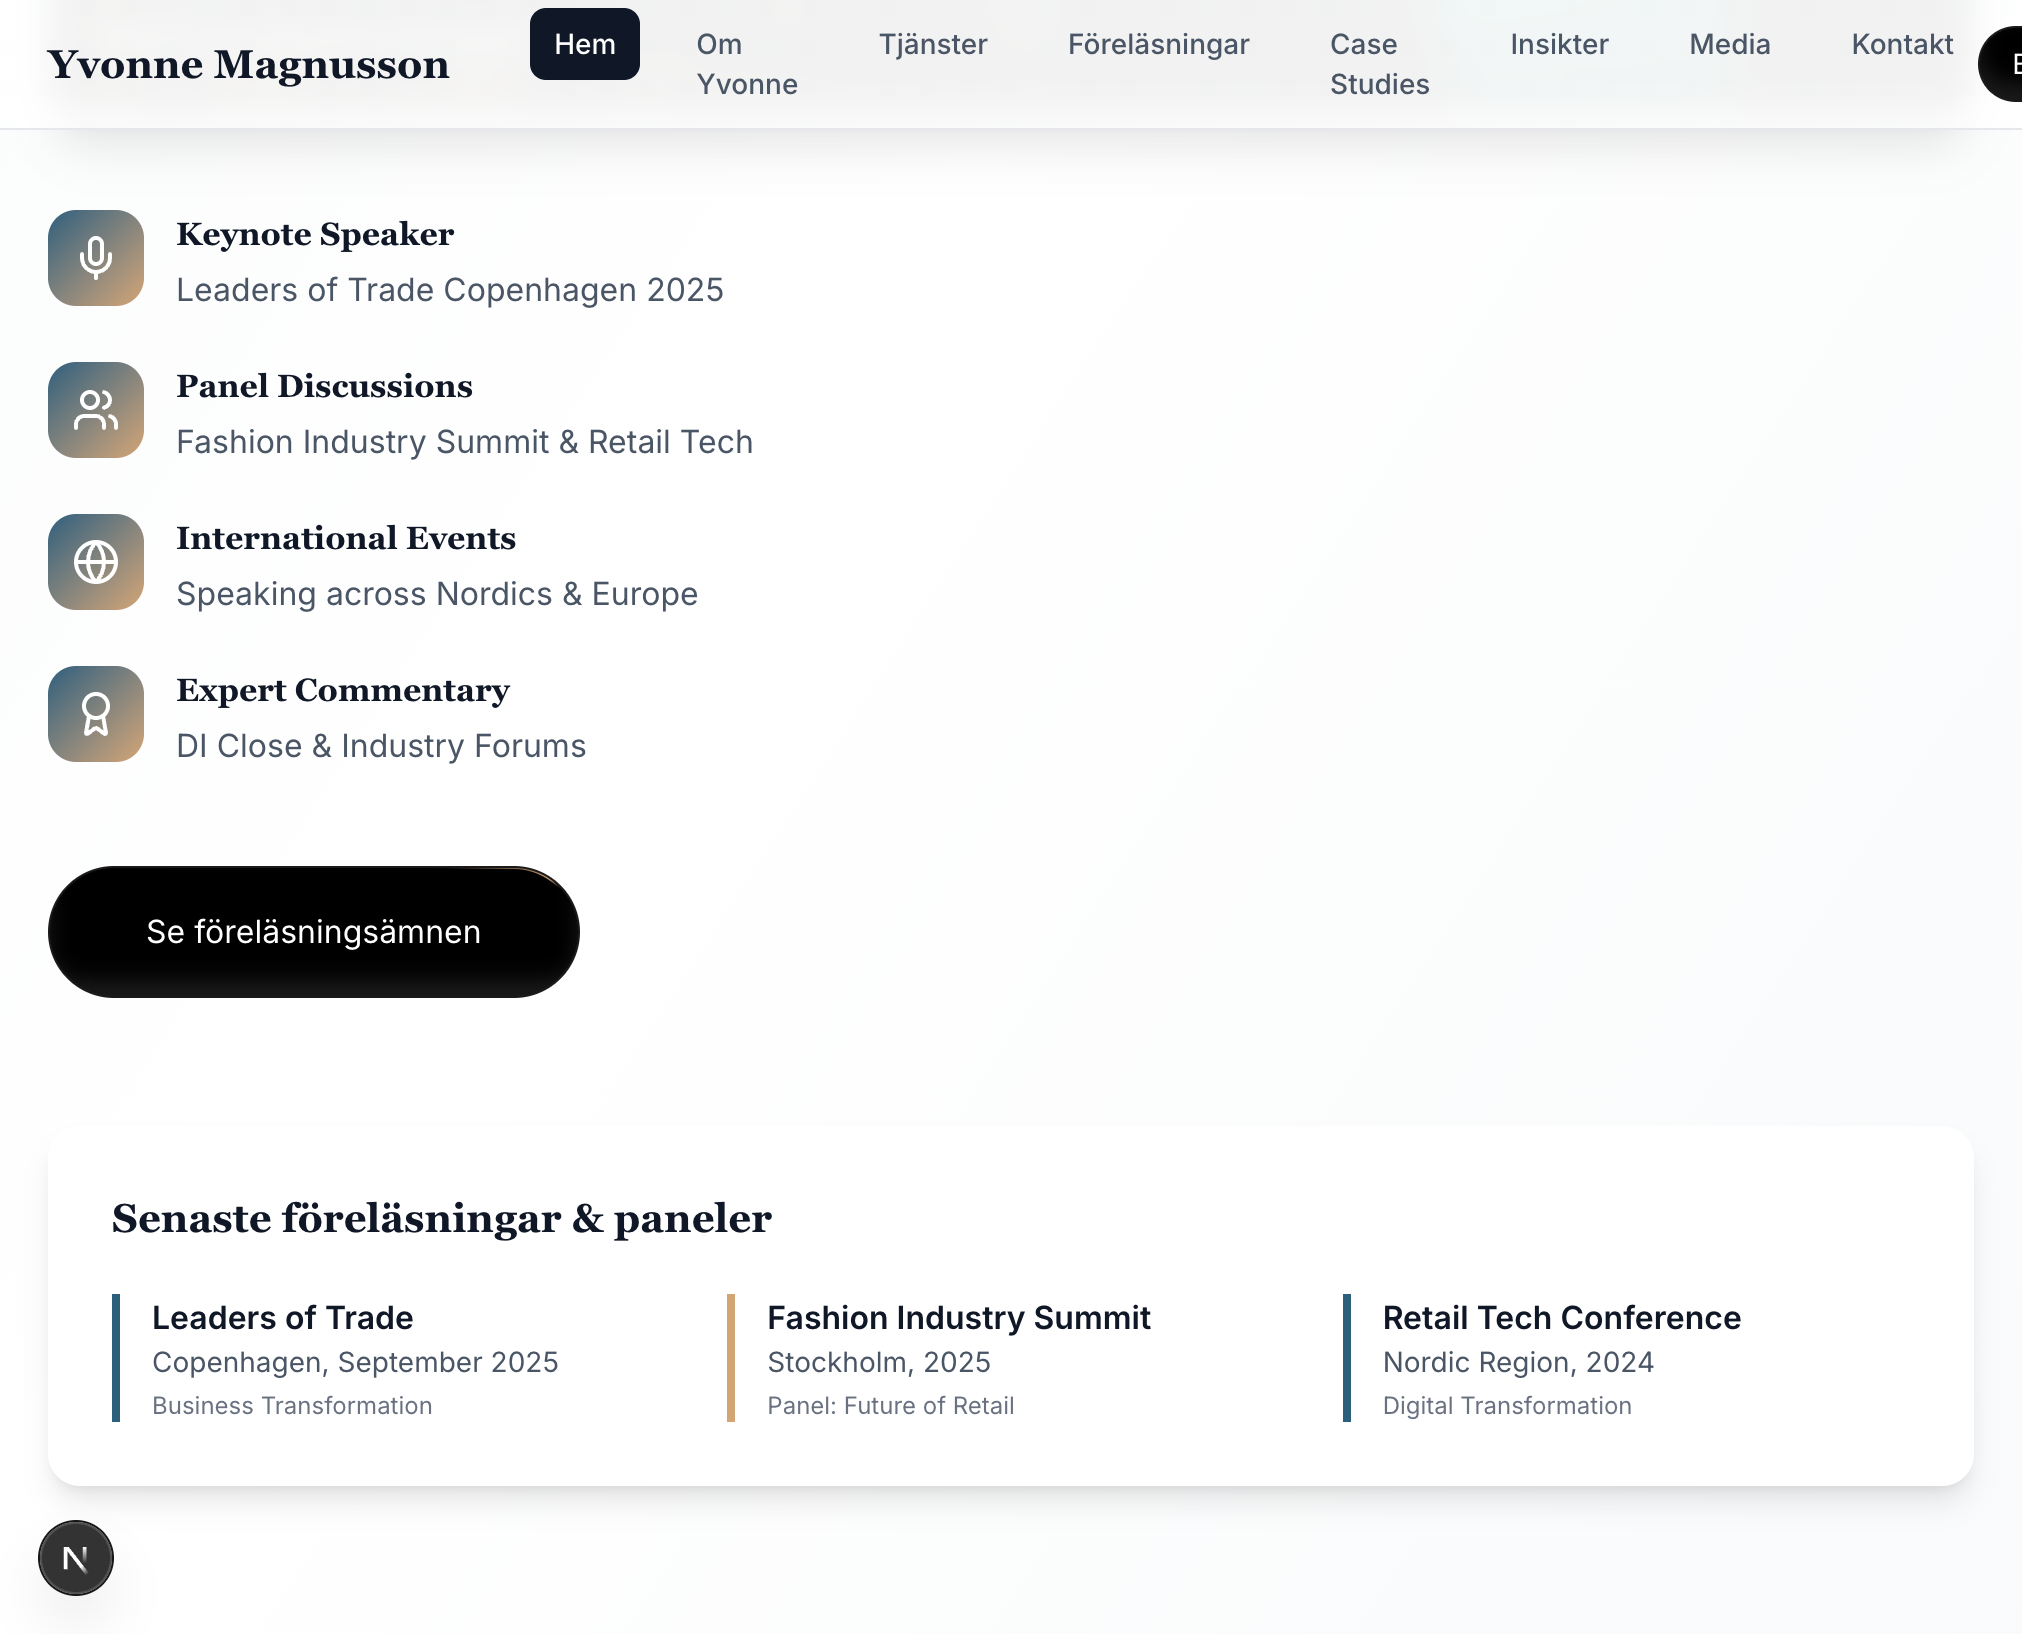 Yvonne Magnusson
Hem
Om
Yvonne
Tjänster
Föreläsningar
Case
Studies
Insikter
Media
Kontakt
Keynote Speaker
Leaders of Trade Copenhagen 2025
Panel Discussions
Fashion Industry Summit & Retail Tech
International Events
Speaking across Nordics & Europe
Expert Commentary
DI Close & Industry Forums
Se föreläsningsämnen
Senaste föreläsningar & paneler
Leaders of Trade
Copenhagen, September 2025
Business Transformation
Fashion Industry Summit
Stockholm, 2025
Panel: Future of Retail
Retail Tech Conference
Nordic Region, 2024
Digital Transformation
N